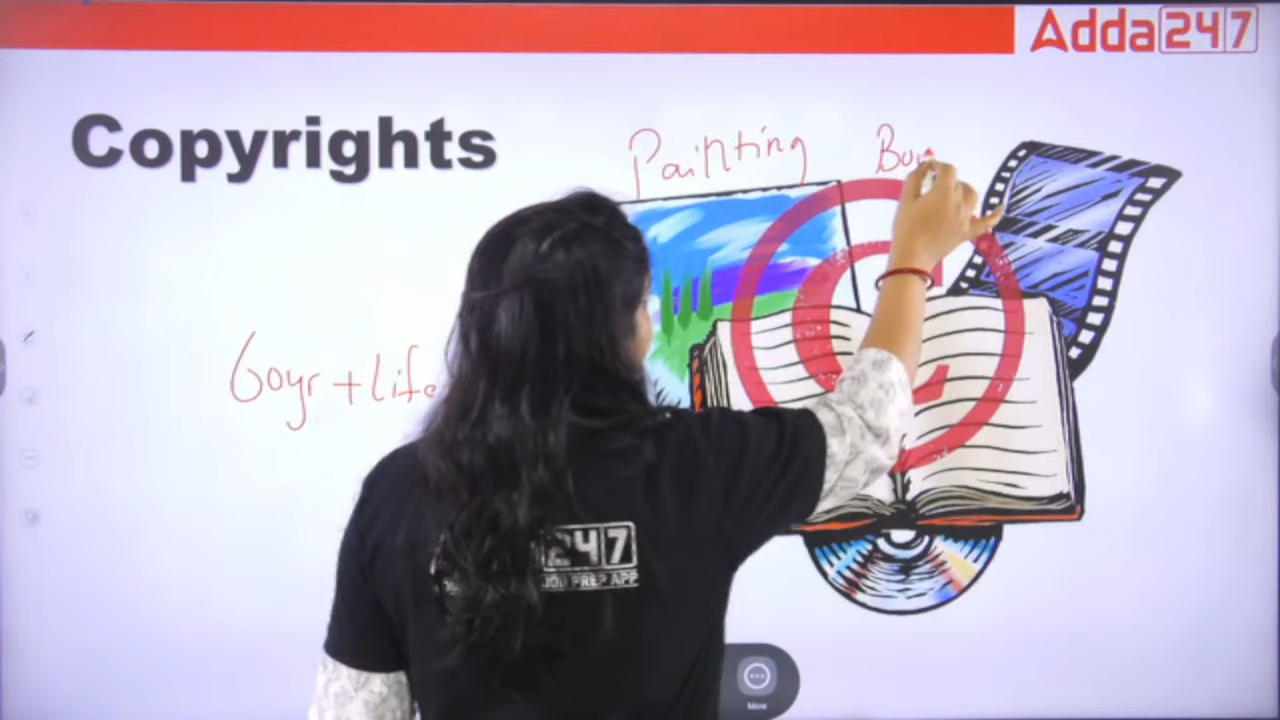 Adda247
Copyrights
Painting
60yr + Life
247
JOB PREP APP
More